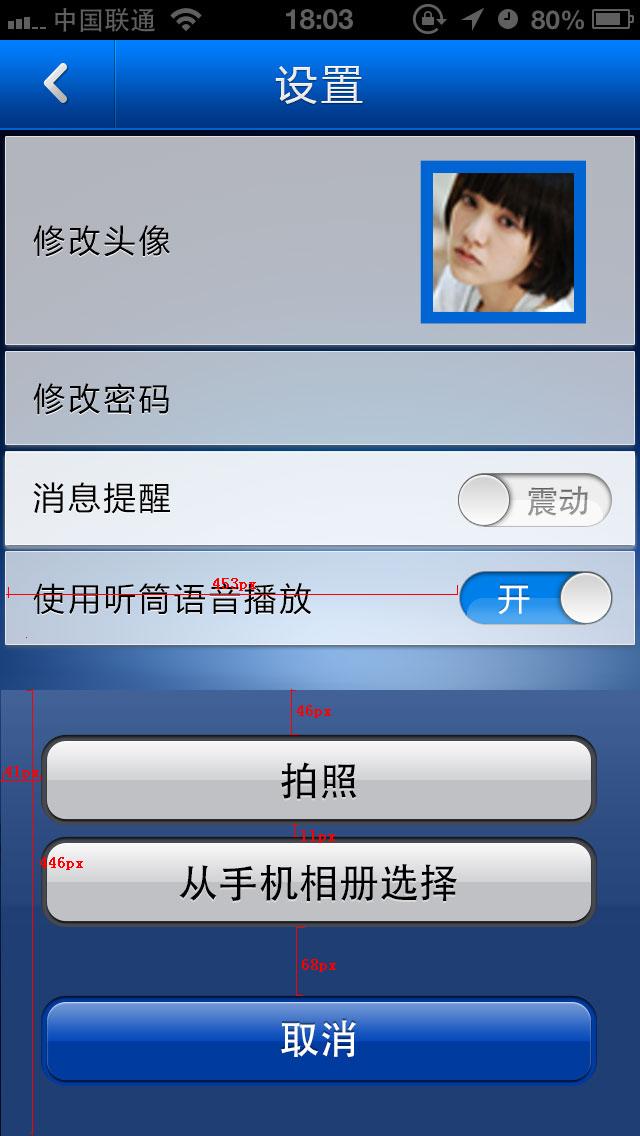 中国联通 18:03 80%
设置
修改头像
修改密码
消息提醒 震动
453px
使用听筒语音播放 开
46px
41px
拍照
11px
446px
从手机相册选择
68px
取消